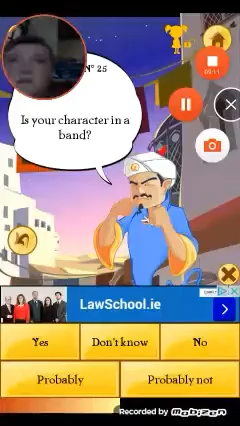 N° 25
09:11
Is your character in a
band?
LawSchool.ie
Yes
Don't know
No
Probably
Probably not
Recorded by Mobizen